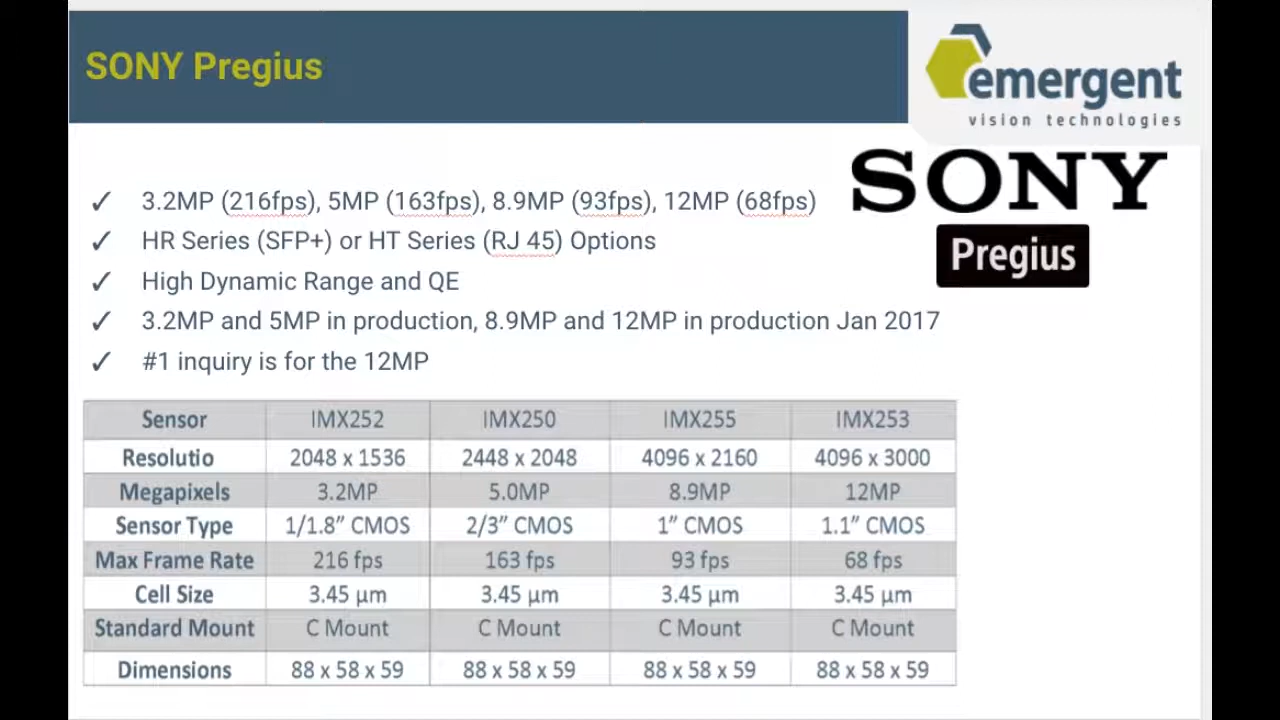 SONY Pregius
emergent
vision technologies
SONY
Pregius
✓ 3.2MP (216fps), 5MP (163fps), 8.9MP (93fps), 12MP (68fps)
✓ HR Series (SFP+) or HT Series (RJ 45) Options
✓ High Dynamic Range and QE
✓ 3.2MP and 5MP in production, 8.9MP and 12MP in production Jan 2017
✓ #1 inquiry is for the 12MP
Sensor IMX252 IMX250 IMX255 IMX253
Resolutio 2048 x 1536 2448 x 2048 4096 x 2160 4096 x 3000
Megapixels 3.2MP 5.0MP 8.9MP 12MP
Sensor Type 1/1.8” CMOS 2/3” CMOS 1” CMOS 1.1” CMOS
Max Frame Rate 216 fps 163 fps 93 fps 68 fps
Cell Size 3.45 µm 3.45 µm 3.45 µm 3.45 µm
Standard Mount C Mount C Mount C Mount C Mount
Dimensions 88 x 58 x 59 88 x 58 x 59 88 x 58 x 59 88 x 58 x 59